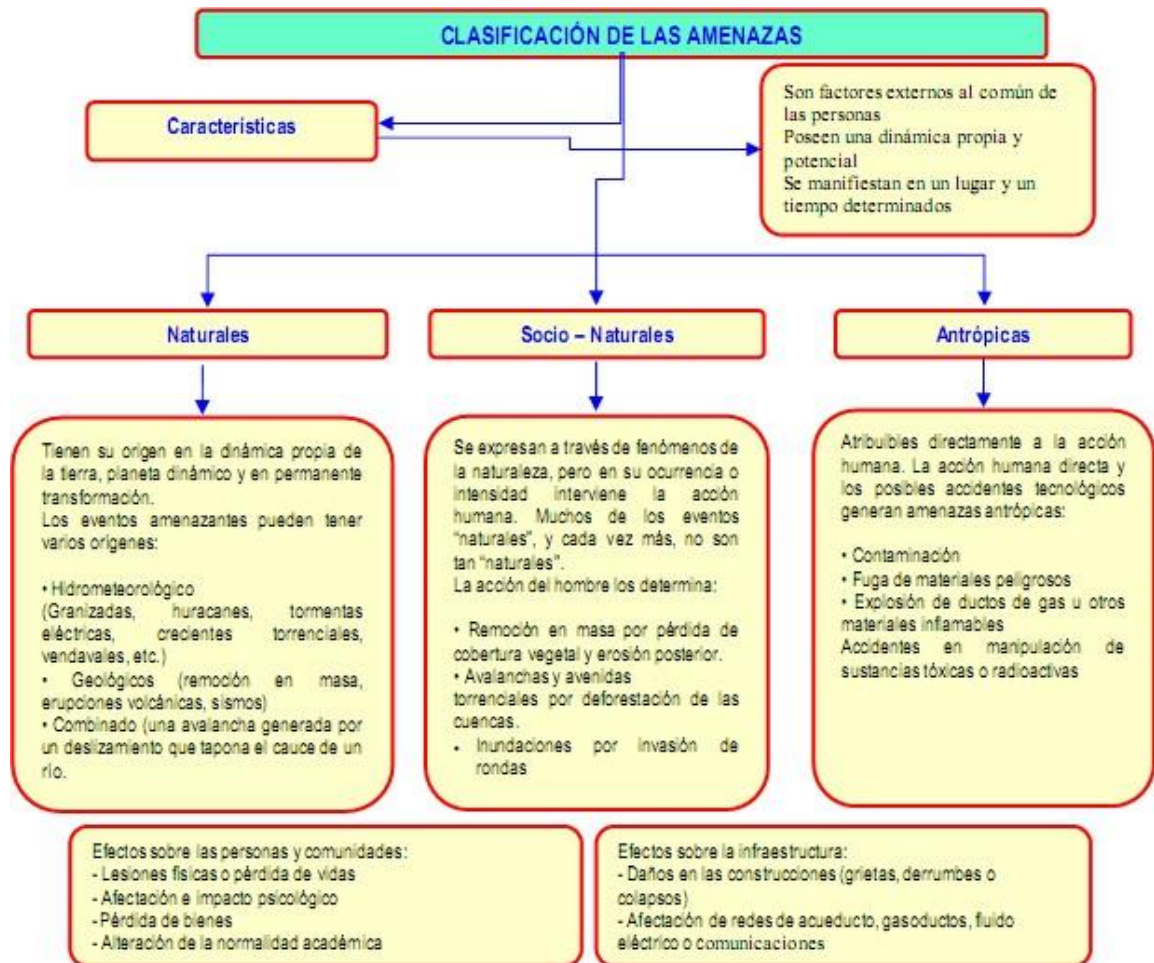 CLASIFICACIÓN DE LAS AMENAZAS
Características
Son factores externos al común de
las personas
Poseen una dinámica propia y
potencial
Se manifiestan en un lugar y un
tiempo determinados
Naturales
Socio – Naturales
Antrópicas
Tienen su origen en la dinámica propia de
la tierra, planeta dinámico y en permanente
transformación.
Los eventos amenazantes pueden tener
varios orígenes:
• Hidrometeorológico
(Granizadas, huracanes, tormentas
eléctricas, crecientes torrenciales,
vendavales, etc.)
• Geológicos (remoción en masa,
erupciones volcánicas, sismos)
• Combinado (una avalancha generada por
un deslizamiento que tapona el cauce de un
río.
Se expresan a través de fenómenos de
la naturaleza, pero en su ocurrencia o
intensidad interviene la acción
humana. Muchos de los eventos
“naturales”, y cada vez más, no son
tan “naturales”.
La acción del hombre los determina:
• Remoción en masa por pérdida de
cobertura vegetal y erosión posterior.
• Avalanchas y avenidas
torrenciales por deforestación de las
cuencas.
• Inundaciones por invasión de
rondas
Atribuibles directamente a la acción
humana. La acción humana directa y
los posibles accidentes tecnológicos
generan amenazas antrópicas:
• Contaminación
• Fuga de materiales peligrosos
• Explosión de ductos de gas u otros
materiales inflamables
Accidentes en manipulación de
sustancias tóxicas o radioactivas
Efectos sobre las personas y comunidades:
- Lesiones físicas o pérdida de vidas
- Afectación e impacto psicológico
- Pérdida de bienes
- Alteración de la normalidad académica
Efectos sobre la infraestructura:
- Daños en las construcciones (grietas, derrumbes o
colapsos)
- Afectación de redes de acueducto, gasoductos, fluido
eléctrico o comunicaciones